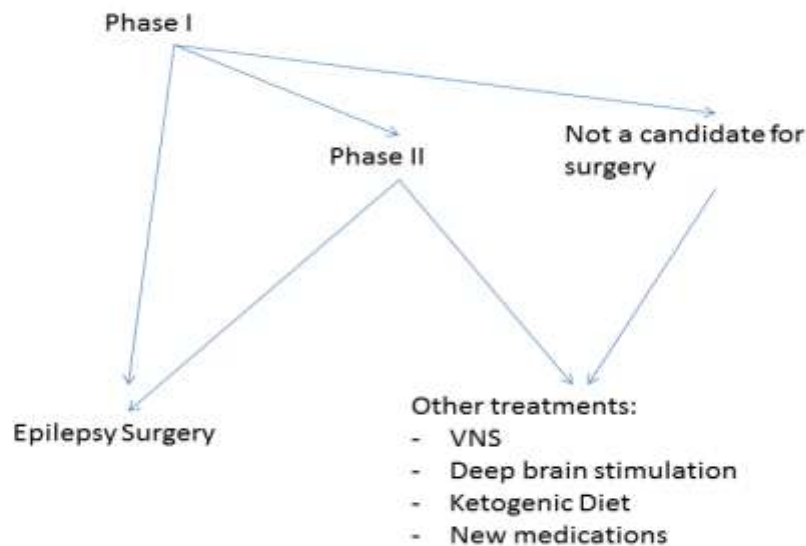 Phase I
Phase II
Not a candidate for
surgery
Epilepsy Surgery
Other treatments:
- VNS
- Deep brain stimulation
- Ketogenic Diet
- New medications